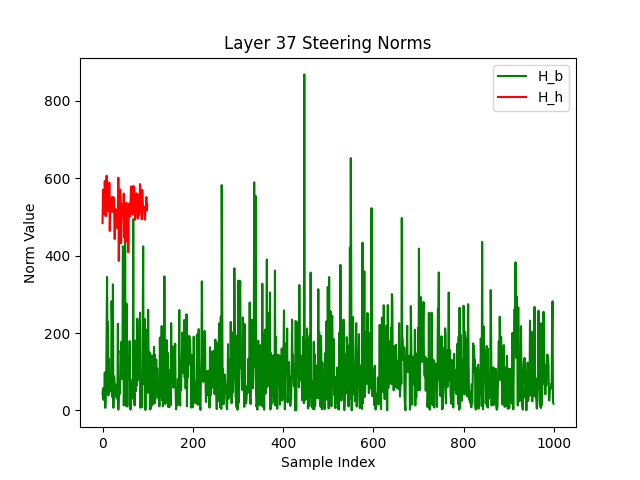 Layer 37 Steering Norms
H_b
H_h
Norm Value
800
600
400
200
0
0 200 400 600 800 1000
Sample Index